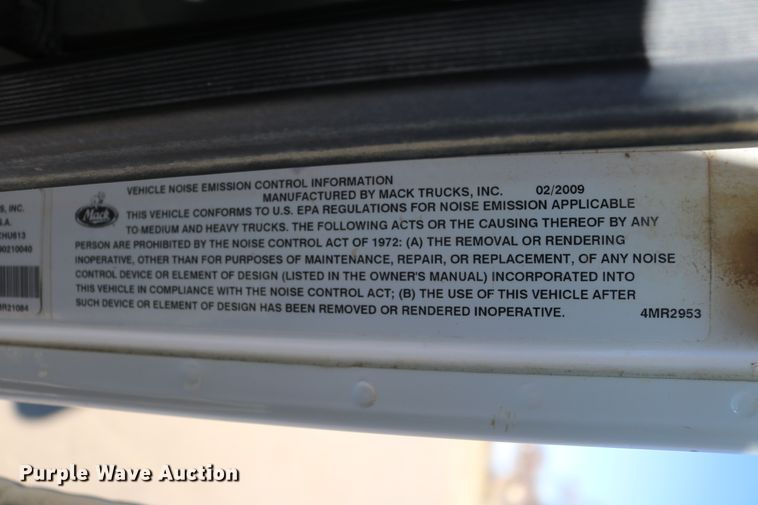 VEHICLE NOISE EMISSION CONTROL INFORMATION
MANUFACTURED BY MACK TRUCKS, INC. 02/2009
Mack
THIS VEHICLE CONFORMS TO U.S. EPA REGULATIONS FOR NOISE EMISSION APPLICABLE
TO MEDIUM AND HEAVY TRUCKS. THE FOLLOWING ACTS OR THE CAUSING THEREOF BY ANY
PERSON ARE PROHIBITED BY THE NOISE CONTROL ACT OF 1972: (A) THE REMOVAL OR RENDERING
INOPERATIVE, OTHER THAN FOR PURPOSES OF MAINTENANCE, REPAIR, OR REPLACEMENT, OF ANY NOISE
CONTROL DEVICE OR ELEMENT OF DESIGN (LISTED IN THE OWNER'S MANUAL) INCORPORATED INTO
THIS VEHICLE IN COMPLIANCE WITH THE NOISE CONTROL ACT; (B) THE USE OF THIS VEHICLE AFTER
SUCH DEVICE OR ELEMENT OF DESIGN HAS BEEN REMOVED OR RENDERED INOPERATIVE.
4MR2953
S, INC.
S.A.
CHU613
90210040
MR21084
Purple Wave Auction